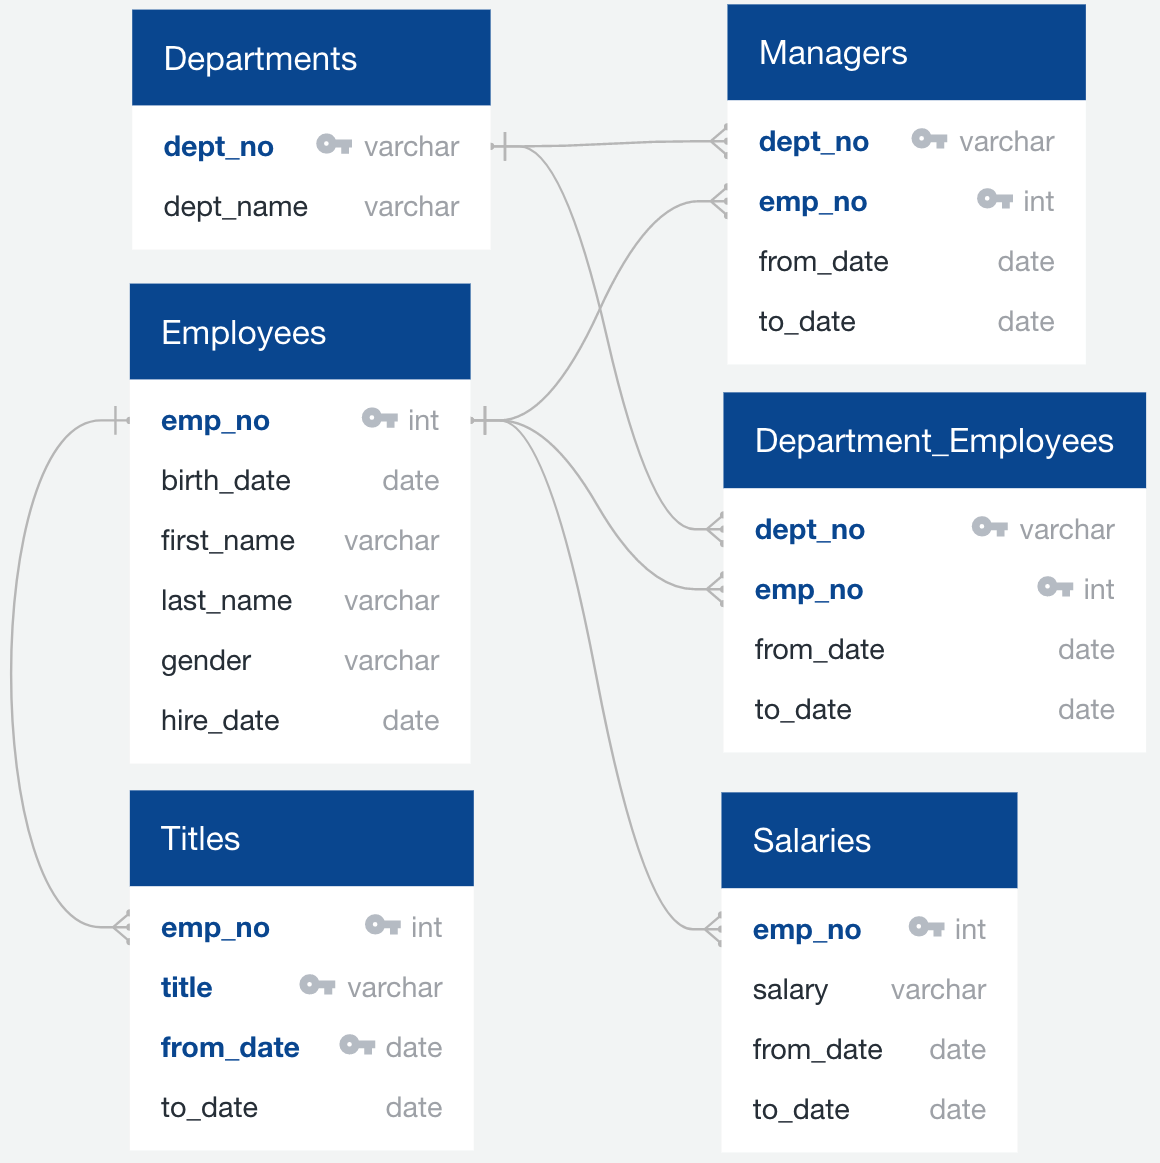 Departments
dept_no varchar
dept_name varchar
Managers
dept_no varchar
emp_no int
from_date date
to_date date
Employees
emp_no int
birth_date date
first_name varchar
last_name varchar
gender varchar
hire_date date
Department_Employees
dept_no varchar
emp_no int
from_date date
to_date date
Titles
emp_no int
title varchar
from_date date
to_date date
Salaries
emp_no int
salary varchar
from_date date
to_date date